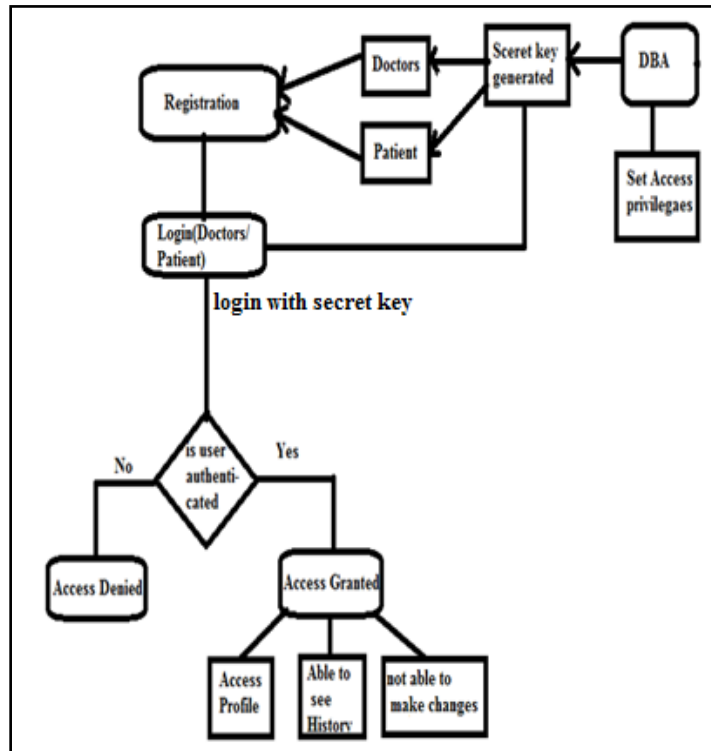 Registration
Doctors
Patient
Sceret key
generated
DBA
Set Access
privilegaes
Login(Doctors/
Patient)
login with secret key
No
is user
authenti-
cated
Yes
Access Denied
Access Granted
Access
Profile
Able to
see
History
not able to
make changes